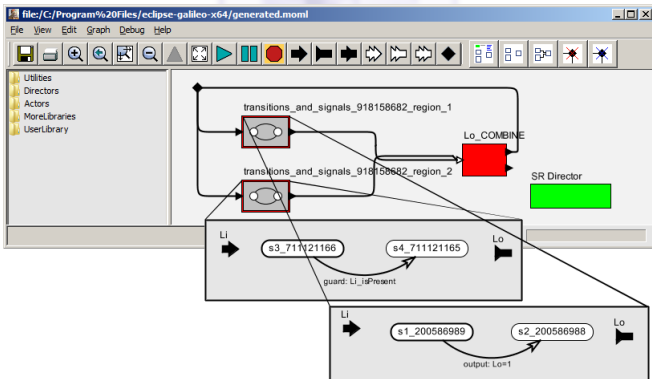 file:/C:/Program%20Files/eclipse-galileo-x64/generated.moml
File View Edit Graph Debug Help
Utilities
Directors
Actors
MoreLibraries
UserLibrary
transitions_and_signals_918158682_region_1
Lo_COMBINE
transitions_and_signals_918158682_region_2
SR Director
Li
s3_711121166
s4_711121165
Lo
guard: Li_isPresent
Li
s1_200586989
s2_200586988
Lo
output: Lo=1